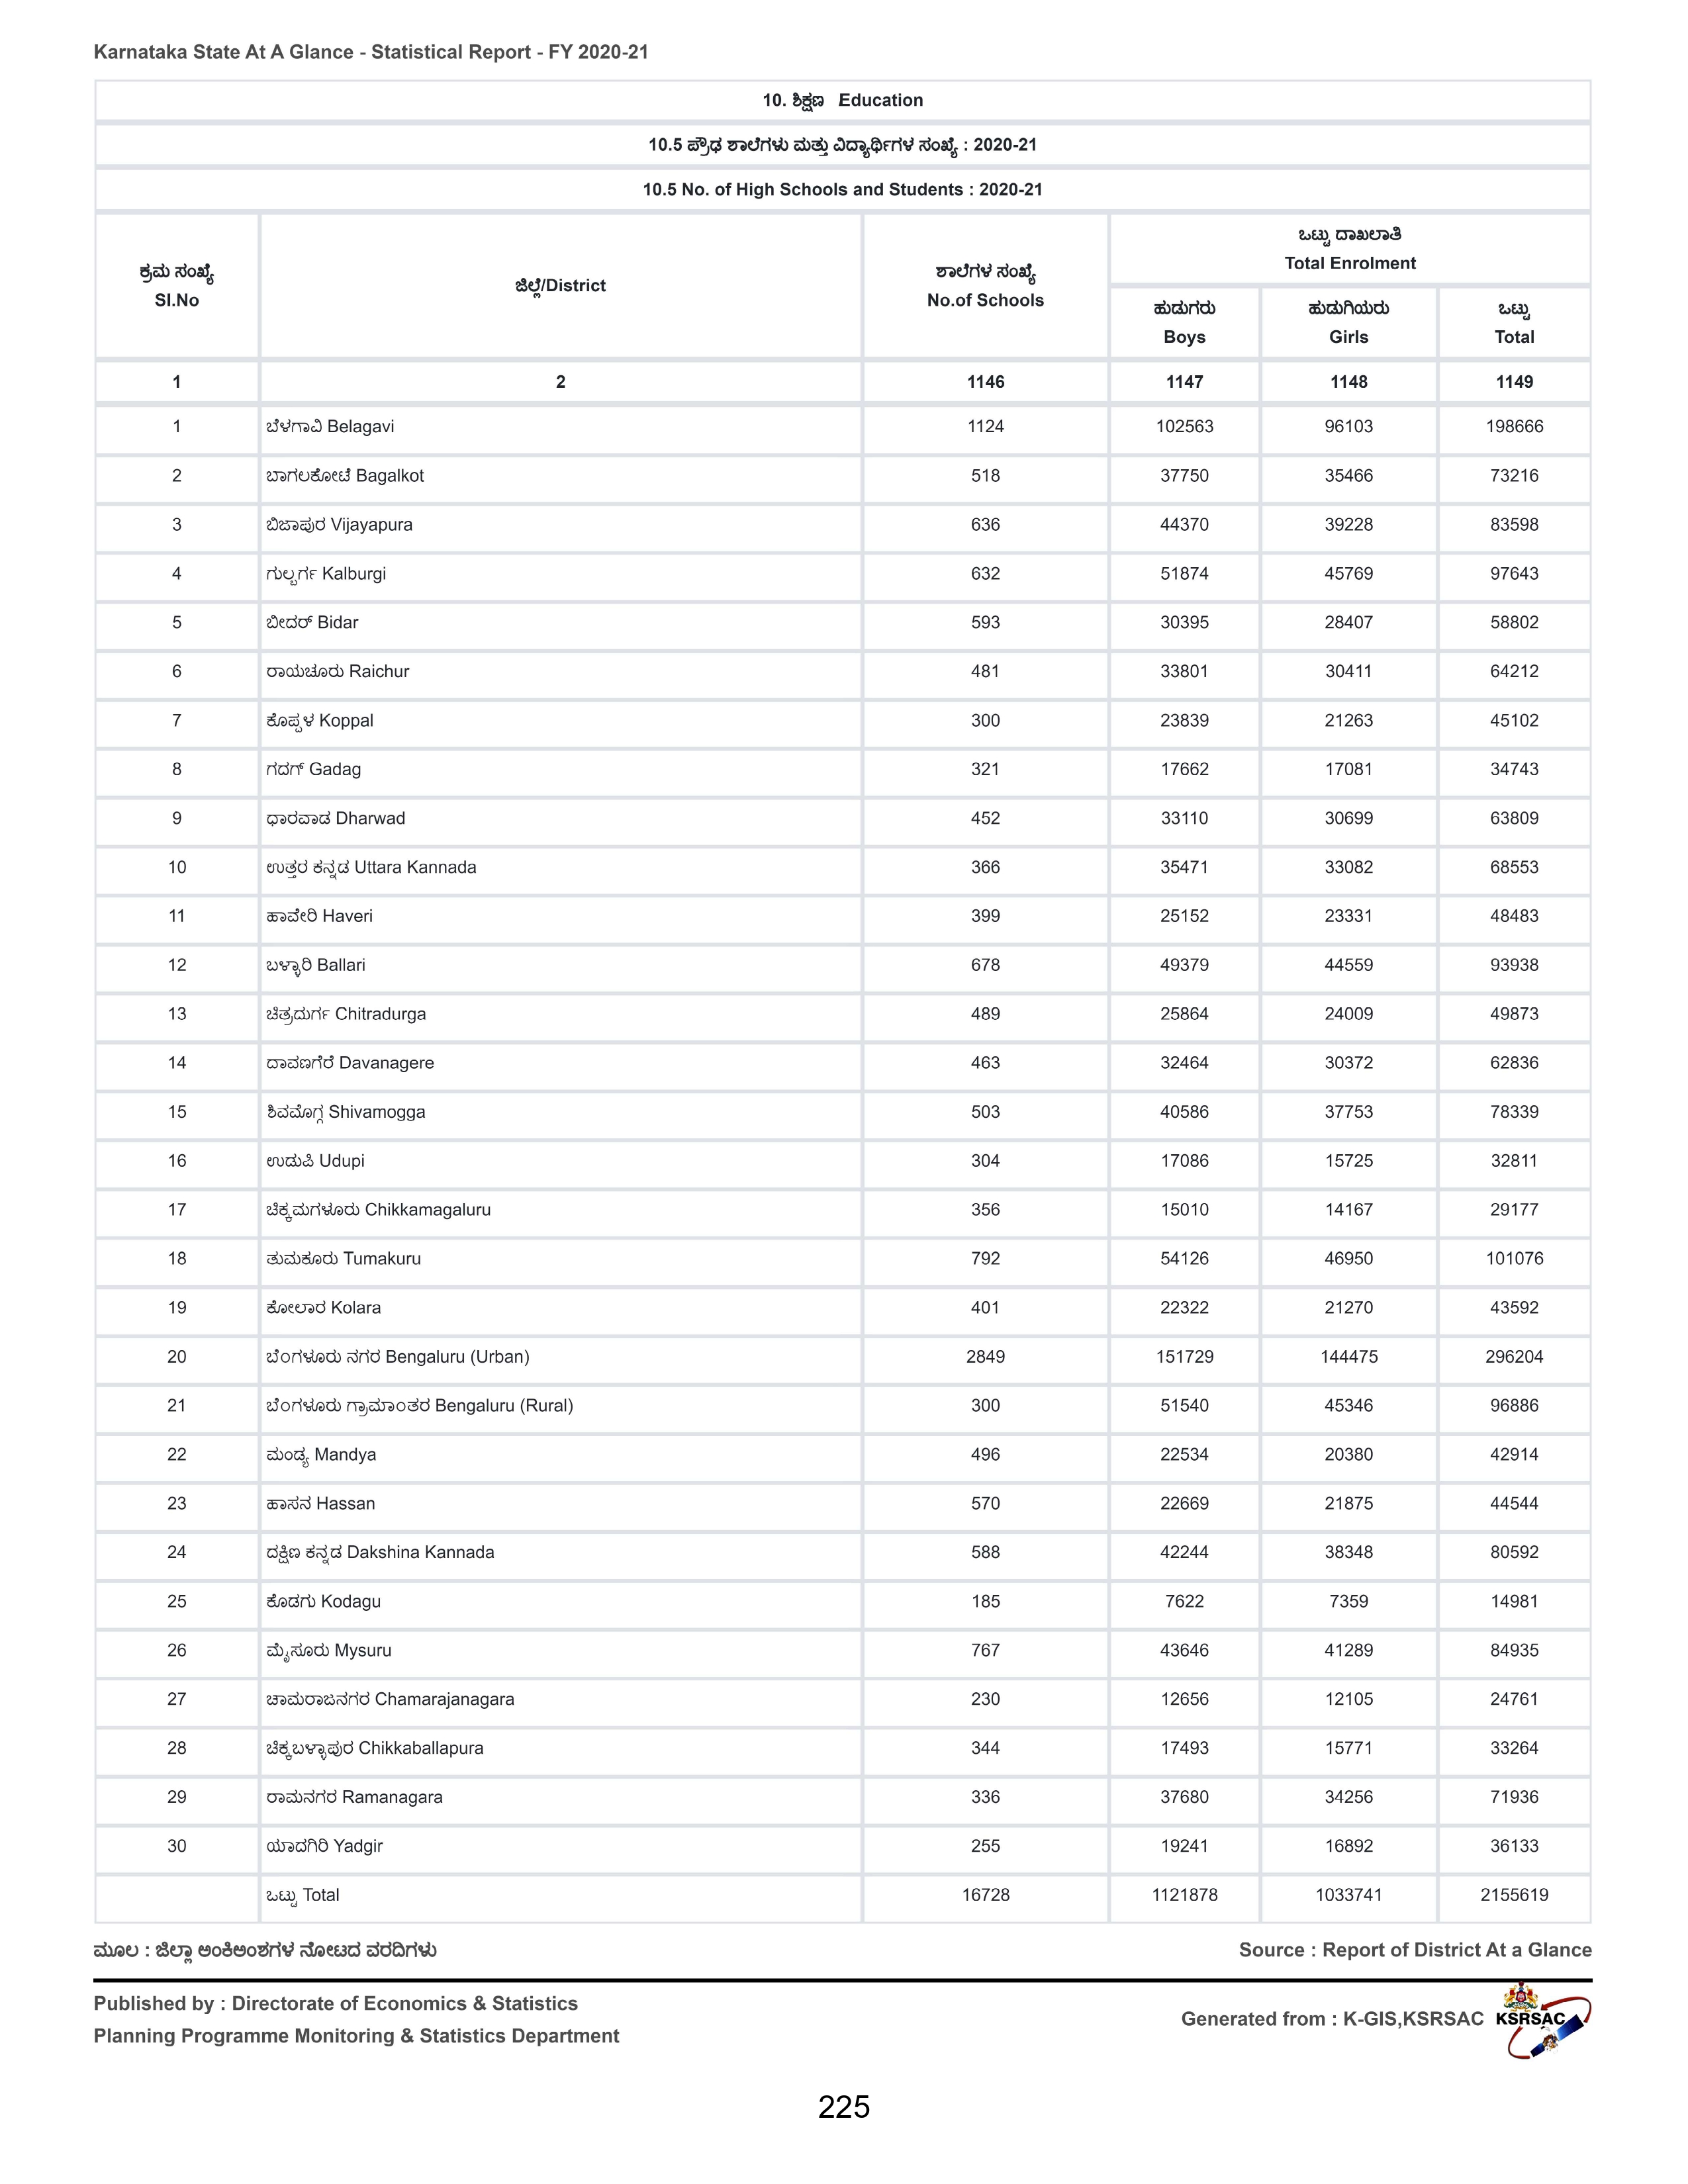 Karnataka State At A Glance - Statistical Report - FY 2020-21
10. ಶಿಕ್ಷಣ Education
10.5 ಪ್ರೌಢ ಶಾಲೆಗಳು ಮತ್ತು ವಿದ್ಯಾರ್ಥಿಗಳ ಸಂಖ್ಯೆ : 2020-21
10.5 No. of High Schools and Students : 2020-21
ಕ್ರಮ ಸಂಖ್ಯೆ ಜಿಲ್ಲೆ/District ಶಾಲೆಗಳ ಸಂಖ್ಯೆ ಒಟ್ಟು ದಾಖಲಾತಿ
Sl.No No.of Schools Total Enrolment
ಹುಡುಗರು ಹುಡುಗಿಯರು ಒಟ್ಟು
Boys Girls Total
1 2 1146 1147 1148 1149
1 ಬೆಳಗಾವಿ Belagavi 1124 102563 96103 198666
2 ಬಾಗಲಕೋಟೆ Bagalkot 518 37750 35466 73216
3 ಬಿಜಾಪುರ Vijayapura 636 44370 39228 83598
4 ಗುಲ್ಬರ್ಗ Kalburgi 632 51874 45769 97643
5 ಬೀದರ್ Bidar 593 30395 28407 58802
6 ರಾಯಚೂರು Raichur 481 33801 30411 64212
7 ಕೊಪ್ಪಳ Koppal 300 23839 21263 45102
8 ಗದಗ್ Gadag 321 17662 17081 34743
9 ಧಾರವಾಡ Dharwad 452 33110 30699 63809
10 ಉತ್ತರ ಕನ್ನಡ Uttara Kannada 366 35471 33082 68553
11 ಹಾವೇರಿ Haveri 399 25152 23331 48483
12 ಬಳ್ಳಾರಿ Ballari 678 49379 44559 93938
13 ಚಿತ್ರದುರ್ಗ Chitradurga 489 25864 24009 49873
14 ದಾವಣಗೆರೆ Davanagere 463 32464 30372 62836
15 ಶಿವಮೊಗ್ಗ Shivamogga 503 40586 37753 78339
16 ಉಡುಪಿ Udupi 304 17086 15725 32811
17 ಚಿಕ್ಕಮಗಳೂರು Chikkamagaluru 356 15010 14167 29177
18 ತುಮಕೂರು Tumakuru 792 54126 46950 101076
19 ಕೋಲಾರ Kolara 401 22322 21270 43592
20 ಬೆಂಗಳೂರು ನಗರ Bengaluru (Urban) 2849 151729 144475 296204
21 ಬೆಂಗಳೂರು ಗ್ರಾಮಾಂತರ Bengaluru (Rural) 300 51540 45346 96886
22 ಮಂಡ್ಯ Mandya 496 22534 20380 42914
23 ಹಾಸನ Hassan 570 22669 21875 44544
24 ದಕ್ಷಿಣ ಕನ್ನಡ Dakshina Kannada 588 42244 38348 80592
25 ಕೊಡಗು Kodagu 185 7622 7359 14981
26 ಮೈಸೂರು Mysuru 767 43646 41289 84935
27 ಚಾಮರಾಜನಗರ Chamarajanagara 230 12656 12105 24761
28 ಚಿಕ್ಕಬಳ್ಳಾಪುರ Chikkaballapura 344 17493 15771 33264
29 ರಾಮನಗರ Ramanagara 336 37680 34256 71936
30 ಯಾದಗಿರಿ Yadgir 255 19241 16892 36133
ಒಟ್ಟು Total 16728 1121878 1033741 2155619
ಮೂಲ : ಜಿಲ್ಲಾ ಅಂಕಿಅಂಶಗಳ ನೋಟದ ವರದಿಗಳು Source : Report of District At a Glance
Published by : Directorate of Economics & Statistics
Planning Programme Monitoring & Statistics Department
Generated from : K-GIS,KSRSAC KSRSAC
225